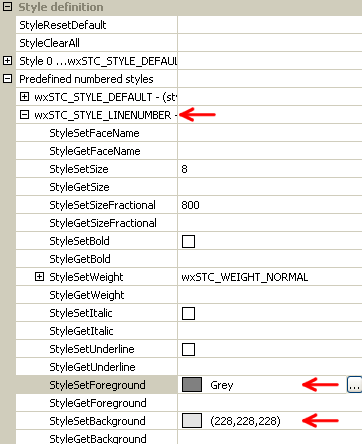 Style definition
StyleResetDefault
StyleClearAll
Style 0 ...wxSTC_STYLE_DEFAUL
Predefined numbered styles
wxSTC_STYLE_DEFAULT - (sty
wxSTC_STYLE_LINENUMBER -
StyleSetFaceName
StyleGetFaceName
StyleSetSize 8
StyleGetSize
StyleSetSizeFractional 800
StyleGetSizeFractional
StyleSetBold
StyleGetBold
StyleSetWeight wxSTC_WEIGHT_NORMAL
StyleGetWeight
StyleSetItalic
StyleGetItalic
StyleSetUnderline
StyleGetUnderline
StyleSetForeground Grey ...
StyleGetForeground
StyleSetBackground (228,228,228)
StyleGetBackground